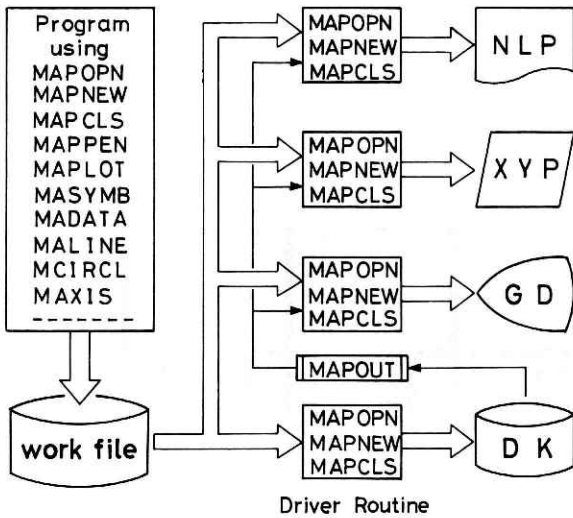 Program
using
MAPOPN
MAPNEW
MAPCLS
MAPPEN
MAPLOT
MASYMB
MADATA
MALINE
MCIRCL
MAXIS
-------
work file
MAPOPN
MAPNEW
MAPCLS
NLP
MAPOPN
MAPNEW
MAPCLS
XYP
MAPOPN
MAPNEW
MAPCLS
GD
MAPOUT
MAPOPN
MAPNEW
MAPCLS
DK
Driver Routine